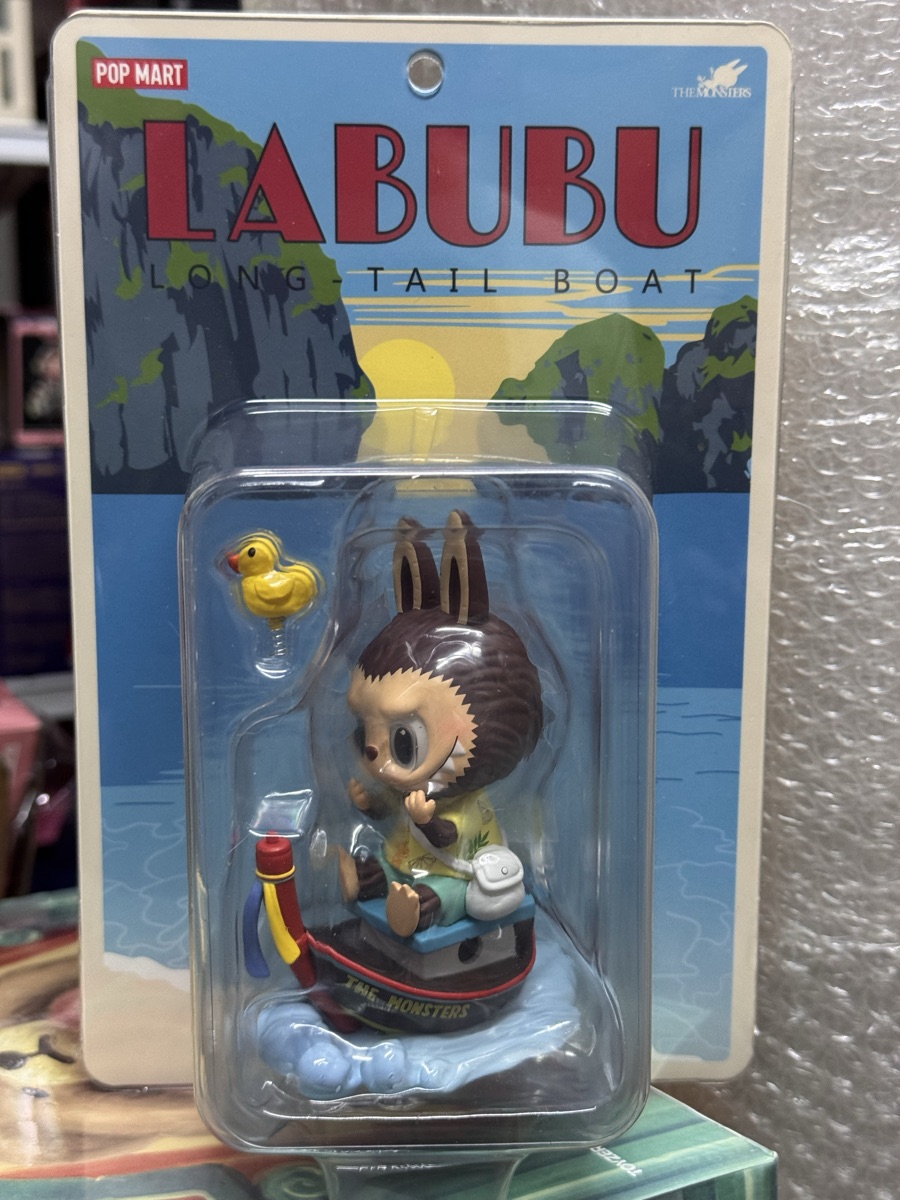 POP MART
THE MONSTERS
LABUBU
LONG-TAIL BOAT
THE MONSTERS